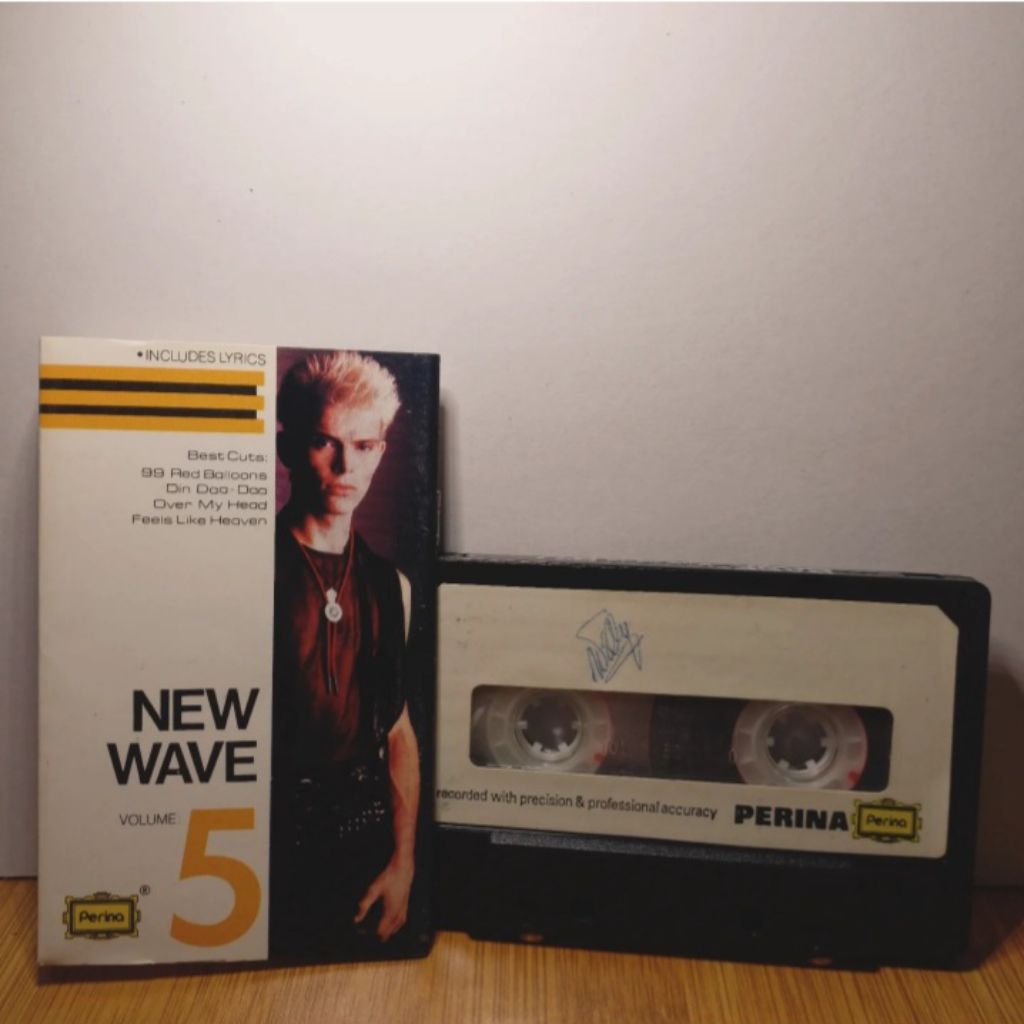 • INCLUDES LYRICS
Best Cuts:
99 Red Balloons
Din Daa-Daa
Over My Head
Feels Like Heaven
NEW
WAVE
VOLUME
5
Perina ®
recorded with precision & professional accuracy PERINA Perina